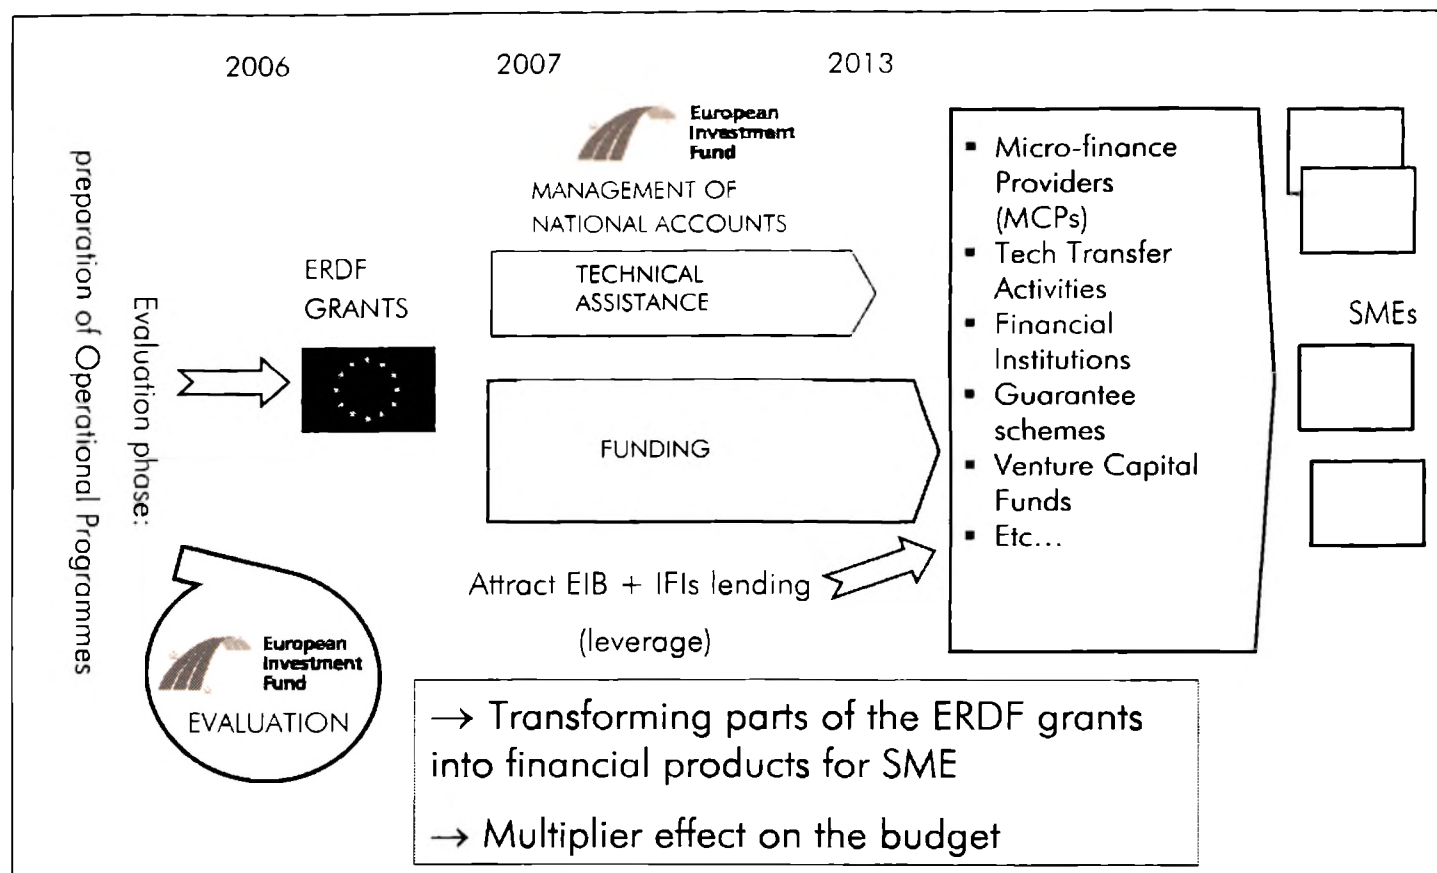 2006
2007
2013
preparation of Operational Programmes
Evaluation phase:
European
Investment
Fund
EVALUATION
ERDF
GRANTS
European
Investment
Fund
MANAGEMENT OF
NATIONAL ACCOUNTS
TECHNICAL
ASSISTANCE
FUNDING
Attract EIB + IFIs lending
(leverage)
▪ Micro-finance
Providers
(MCPs)
▪ Tech Transfer
Activities
▪ Financial
Institutions
▪ Guarantee
schemes
▪ Venture Capital
Funds
▪ Etc...
SMEs
→ Transforming parts of the ERDF grants
into financial products for SME
→ Multiplier effect on the budget